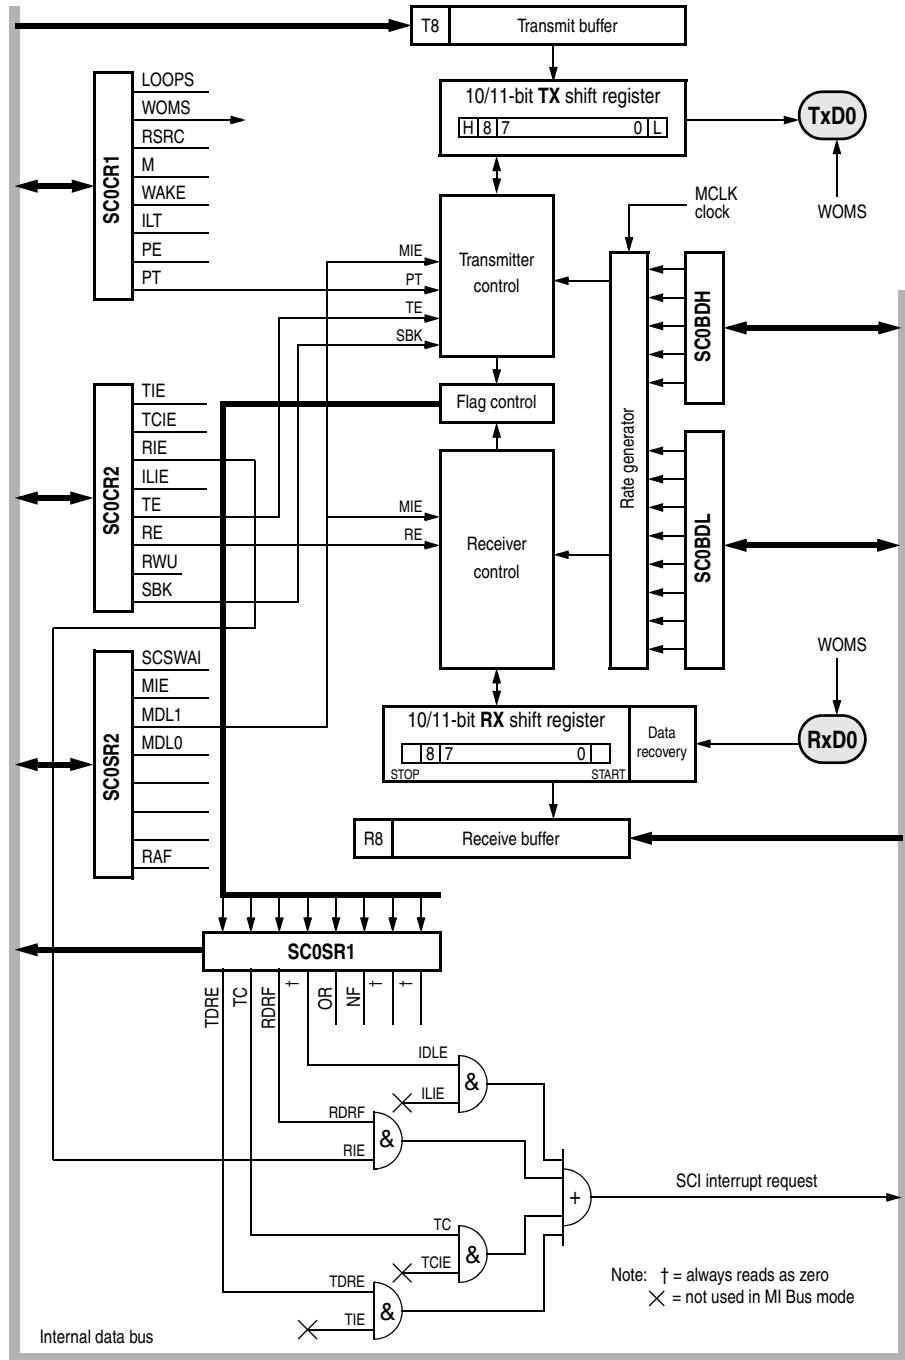 T8
Transmit buffer
10/11-bit TX shift register
H 8 7 0 L
TxD0
WOMS
SC0CR1
LOOPS
WOMS
RSRC
M
WAKE
ILT
PE
PT
MCLK
clock
MIE
PT
TE
SBK
Transmitter
control
SC0BDH
Flag control
Rate generator
SC0CR2
TIE
TCIE
RIE
ILIE
TE
RE
RWU
SBK
MIE
RE
Receiver
control
SC0BDL
WOMS
SC0SR2
SCSWAI
MIE
MDL1
MDL0
RAF
10/11-bit RX shift register
8 7 0
STOP
START
Data
recovery
RxD0
R8
Receive buffer
SC0SR1
TDRE
TC
RDRF
†
OR
NF
†
†
IDLE
ILIE
&
RDRF
RIE
&
+
SCI interrupt request
TC
TCIE
&
TDRE
TIE
&
Note: † = always reads as zero
= not used in MI Bus mode
Internal data bus